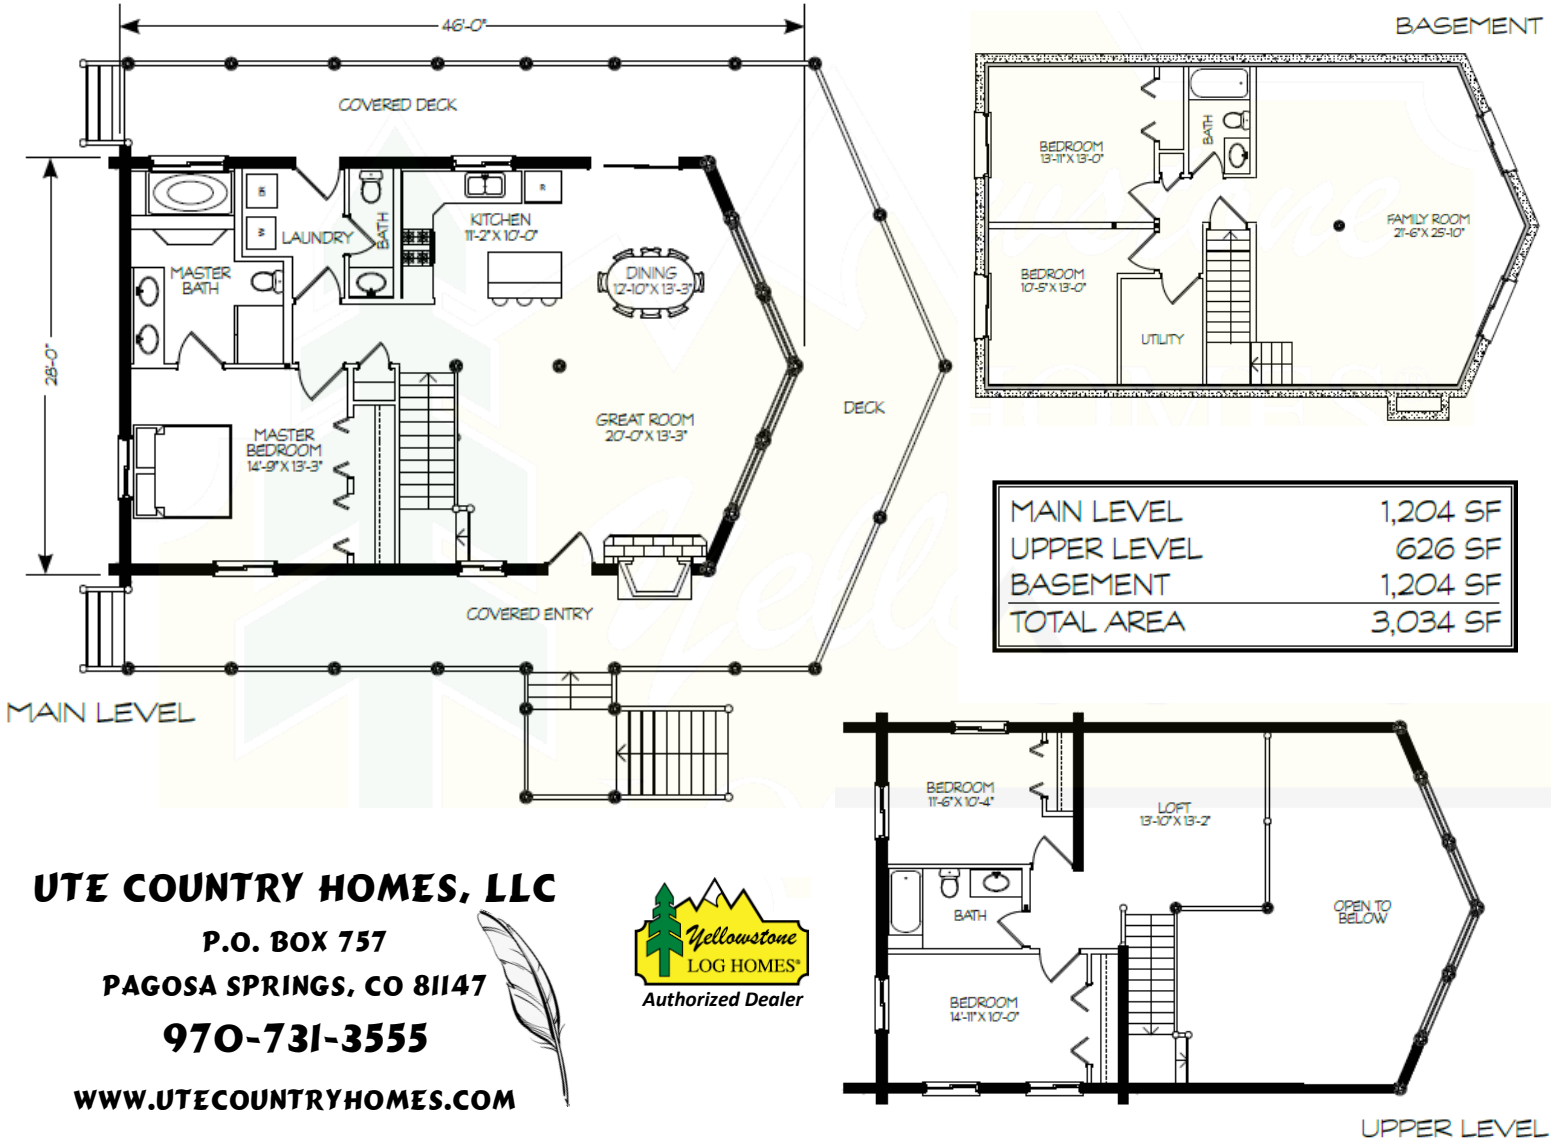 46'-0"
COVERED DECK
28'-0"
DR
W
LAUNDRY
BATH
KITCHEN
11'-2" X 10'-0"
R
MASTER
BATH
DINING
12'-10" X 13'-3"
MASTER
BEDROOM
14'-9" X 13'-3"
GREAT ROOM
20'-0" X 13'-3"
DECK
COVERED ENTRY
MAIN LEVEL
BASEMENT
BEDROOM
13'-11" X 13'-0"
BATH
FAMILY ROOM
21'-6" X 25'-10"
BEDROOM
10'-5" X 13'-0"
UTILITY
MAIN LEVEL 1,204 SF
UPPER LEVEL 626 SF
BASEMENT 1,204 SF
TOTAL AREA 3,034 SF
BEDROOM
11'-6" X 10'-4"
LOFT
13'-10" X 13'-2"
BATH
OPEN TO
BELOW
BEDROOM
14'-11" X 10'-0"
UPPER LEVEL
UTE COUNTRY HOMES, LLC
P.O. BOX 757
PAGOSA SPRINGS, CO 81147
970-731-3555
WWW.UTECOUNTRYHOMES.COM
Yellowstone
LOG HOMES®
Authorized Dealer